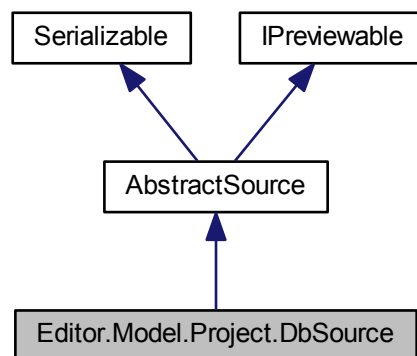 Serializable
IPreviewable
AbstractSource
Editor.Model.Project.DbSource